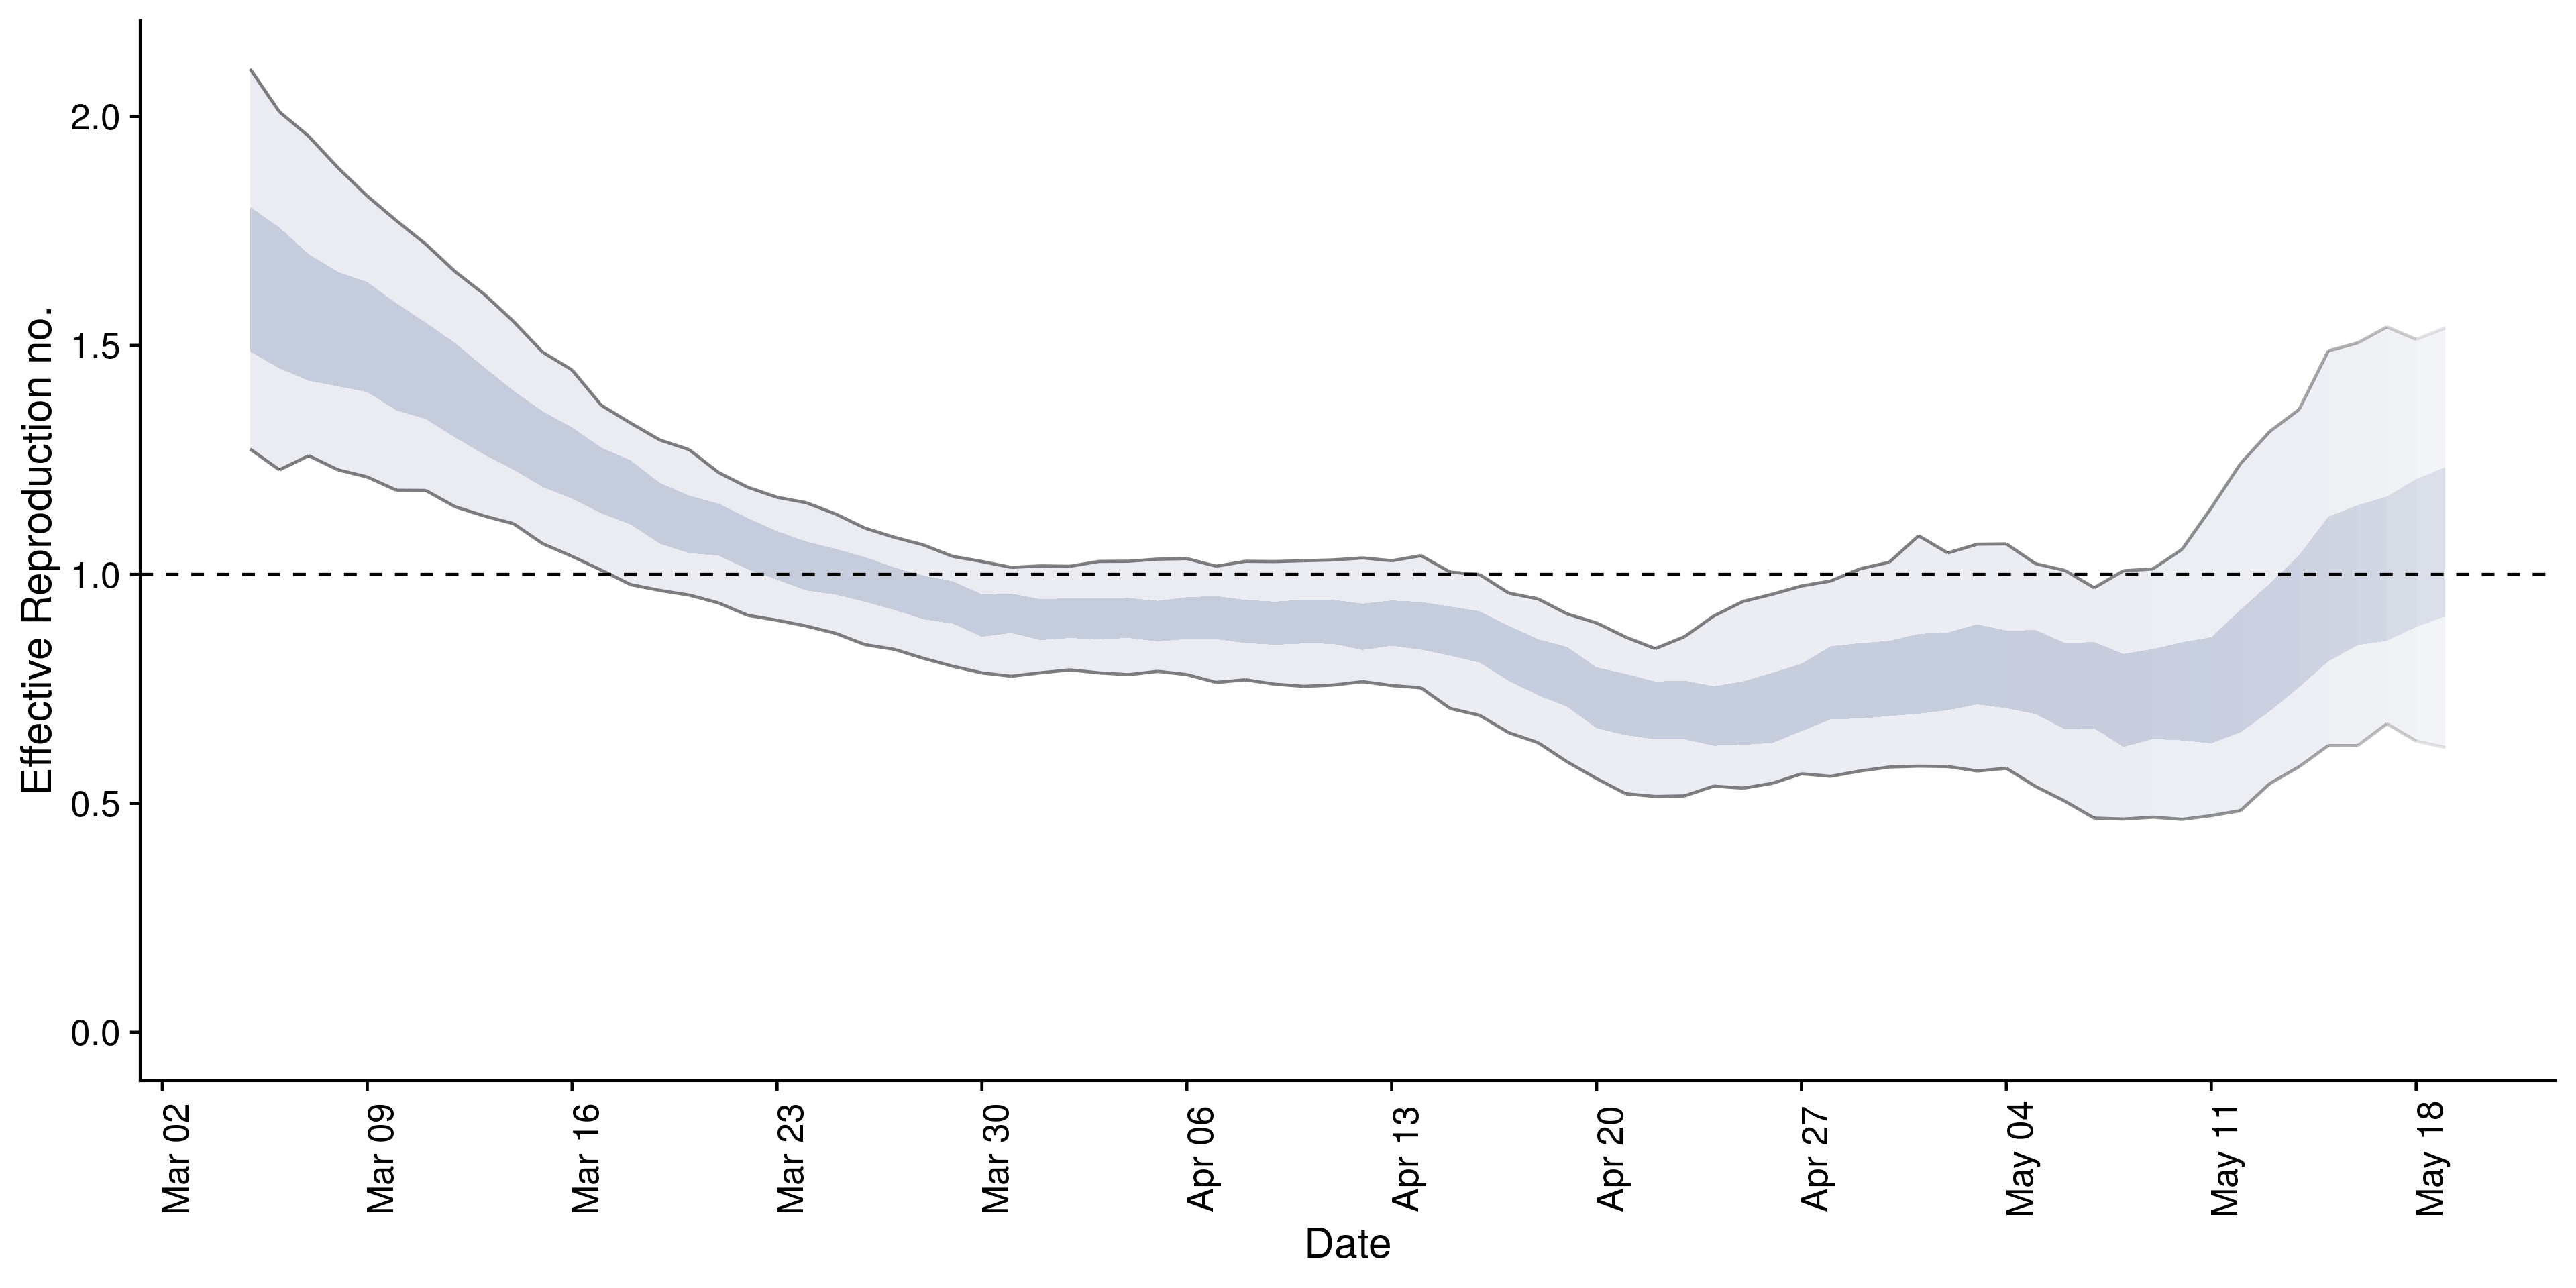 Effective Reproduction no.
2.0
1.5
1.0
0.5
0.0
Mar 02
Mar 09
Mar 16
Mar 23
Mar 30
Apr 06
Apr 13
Apr 20
Apr 27
May 04
May 11
May 18
Date